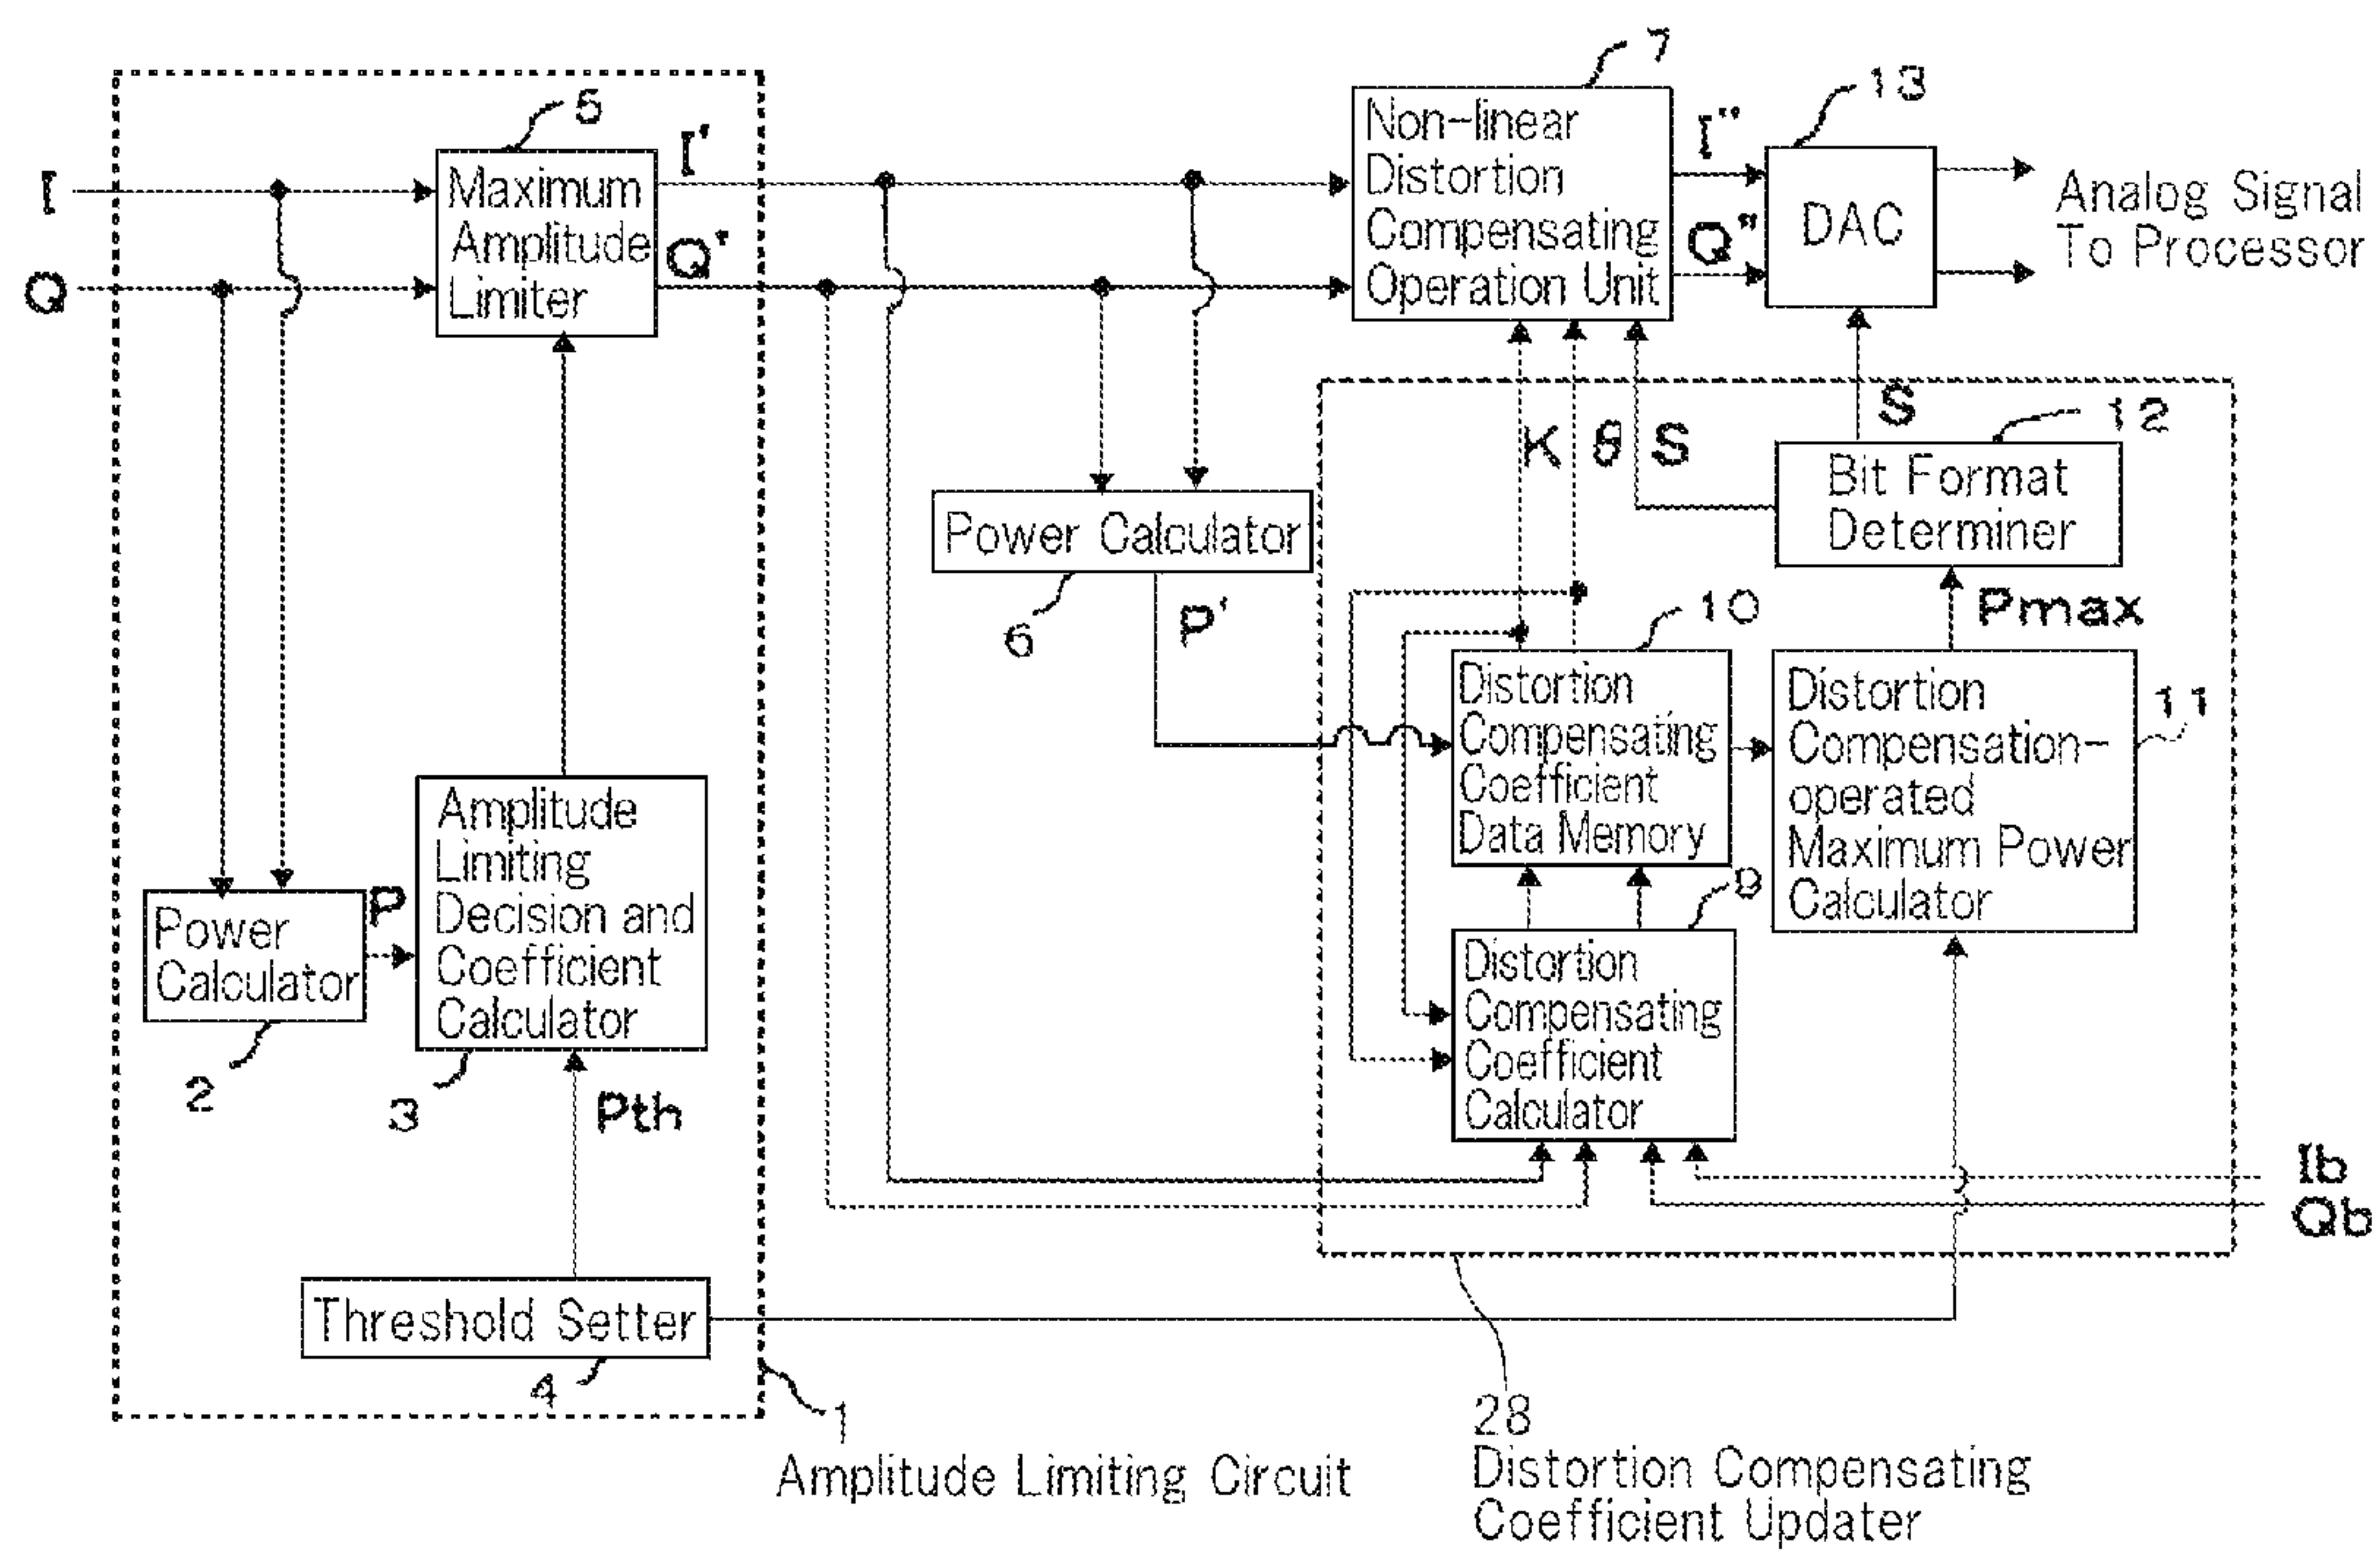 7
13
5
I'
I''
Non-linear
Distortion
Compensating
Operation Unit
Maximum
Amplitude
Limiter
I
Q
Q'
Q''
DAC
Analog Signal
To Processor
K θ S
S
12
Bit Format
Determiner
Power Calculator
6
P'
10
Pmax
Distortion
Compensating
Coefficient
Data Memory
Distortion
Compensation-
operated
Maximum Power
Calculator
11
Amplitude
Limiting
Decision and
Coefficient
Calculator
P
Power
Calculator
2
3
Pth
9
Distortion
Compensating
Coefficient
Calculator
Ib
Qb
Threshold Setter
4
1
Amplitude Limiting Circuit
28
Distortion Compensating
Coefficient Updater